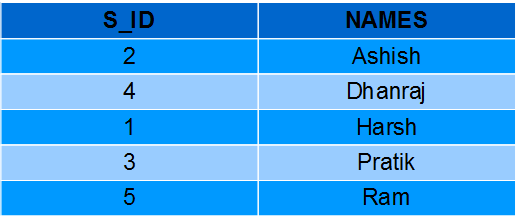 S_ID NAMES
2 Ashish
4 Dhanraj
1 Harsh
3 Pratik
5 Ram